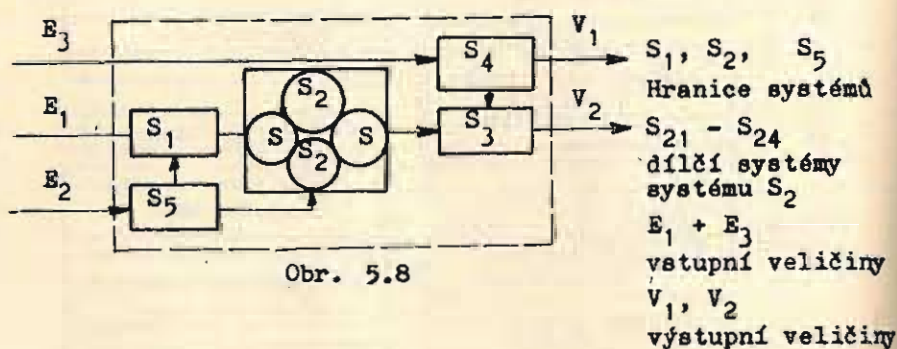 E3
E1
E2
S4
V1
S2
S1
S
S2
S
S3
V2
S5
Obr. 5.8
S1, S2, S5
Hranice systémů
S21 - S24
dílčí systémy
systému S2
E1 + E3
vstupní veličiny
V1, V2
výstupní veličiny